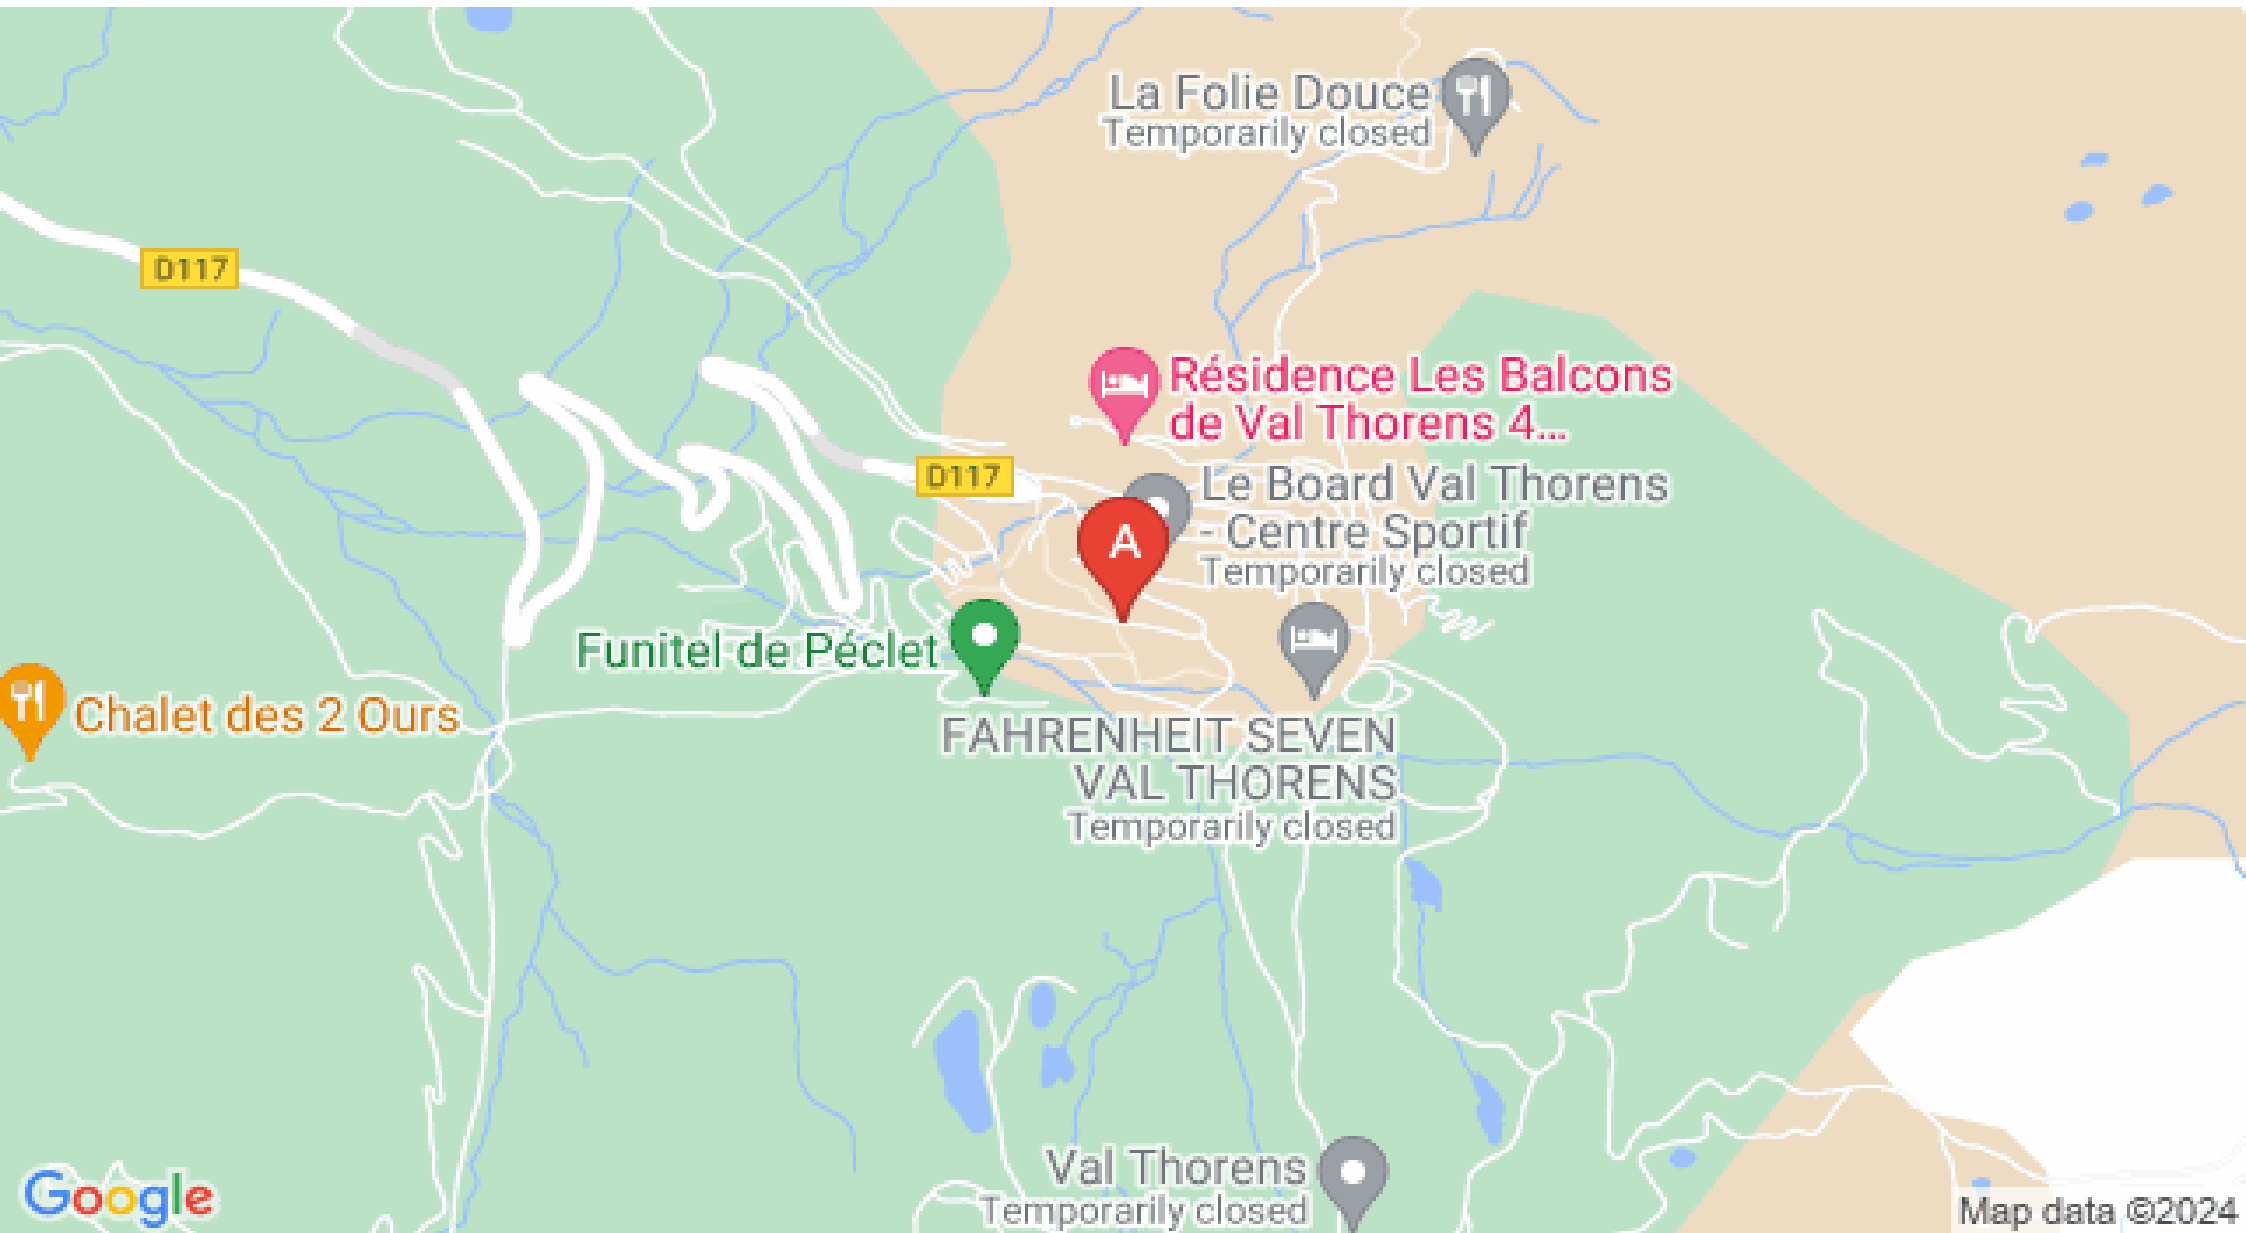 La Folie Douce
Temporarily closed
D117
Résidence Les Balcons
de Val Thorens 4...
D117
Le Board Val Thorens
- Centre Sportif
Temporarily closed
A
Funitel de Péclet
Chalet des 2 Ours
FAHRENHEIT SEVEN
VAL THORENS
Temporarily closed
Val Thorens
Temporarily closed
Google
Map data ©2024